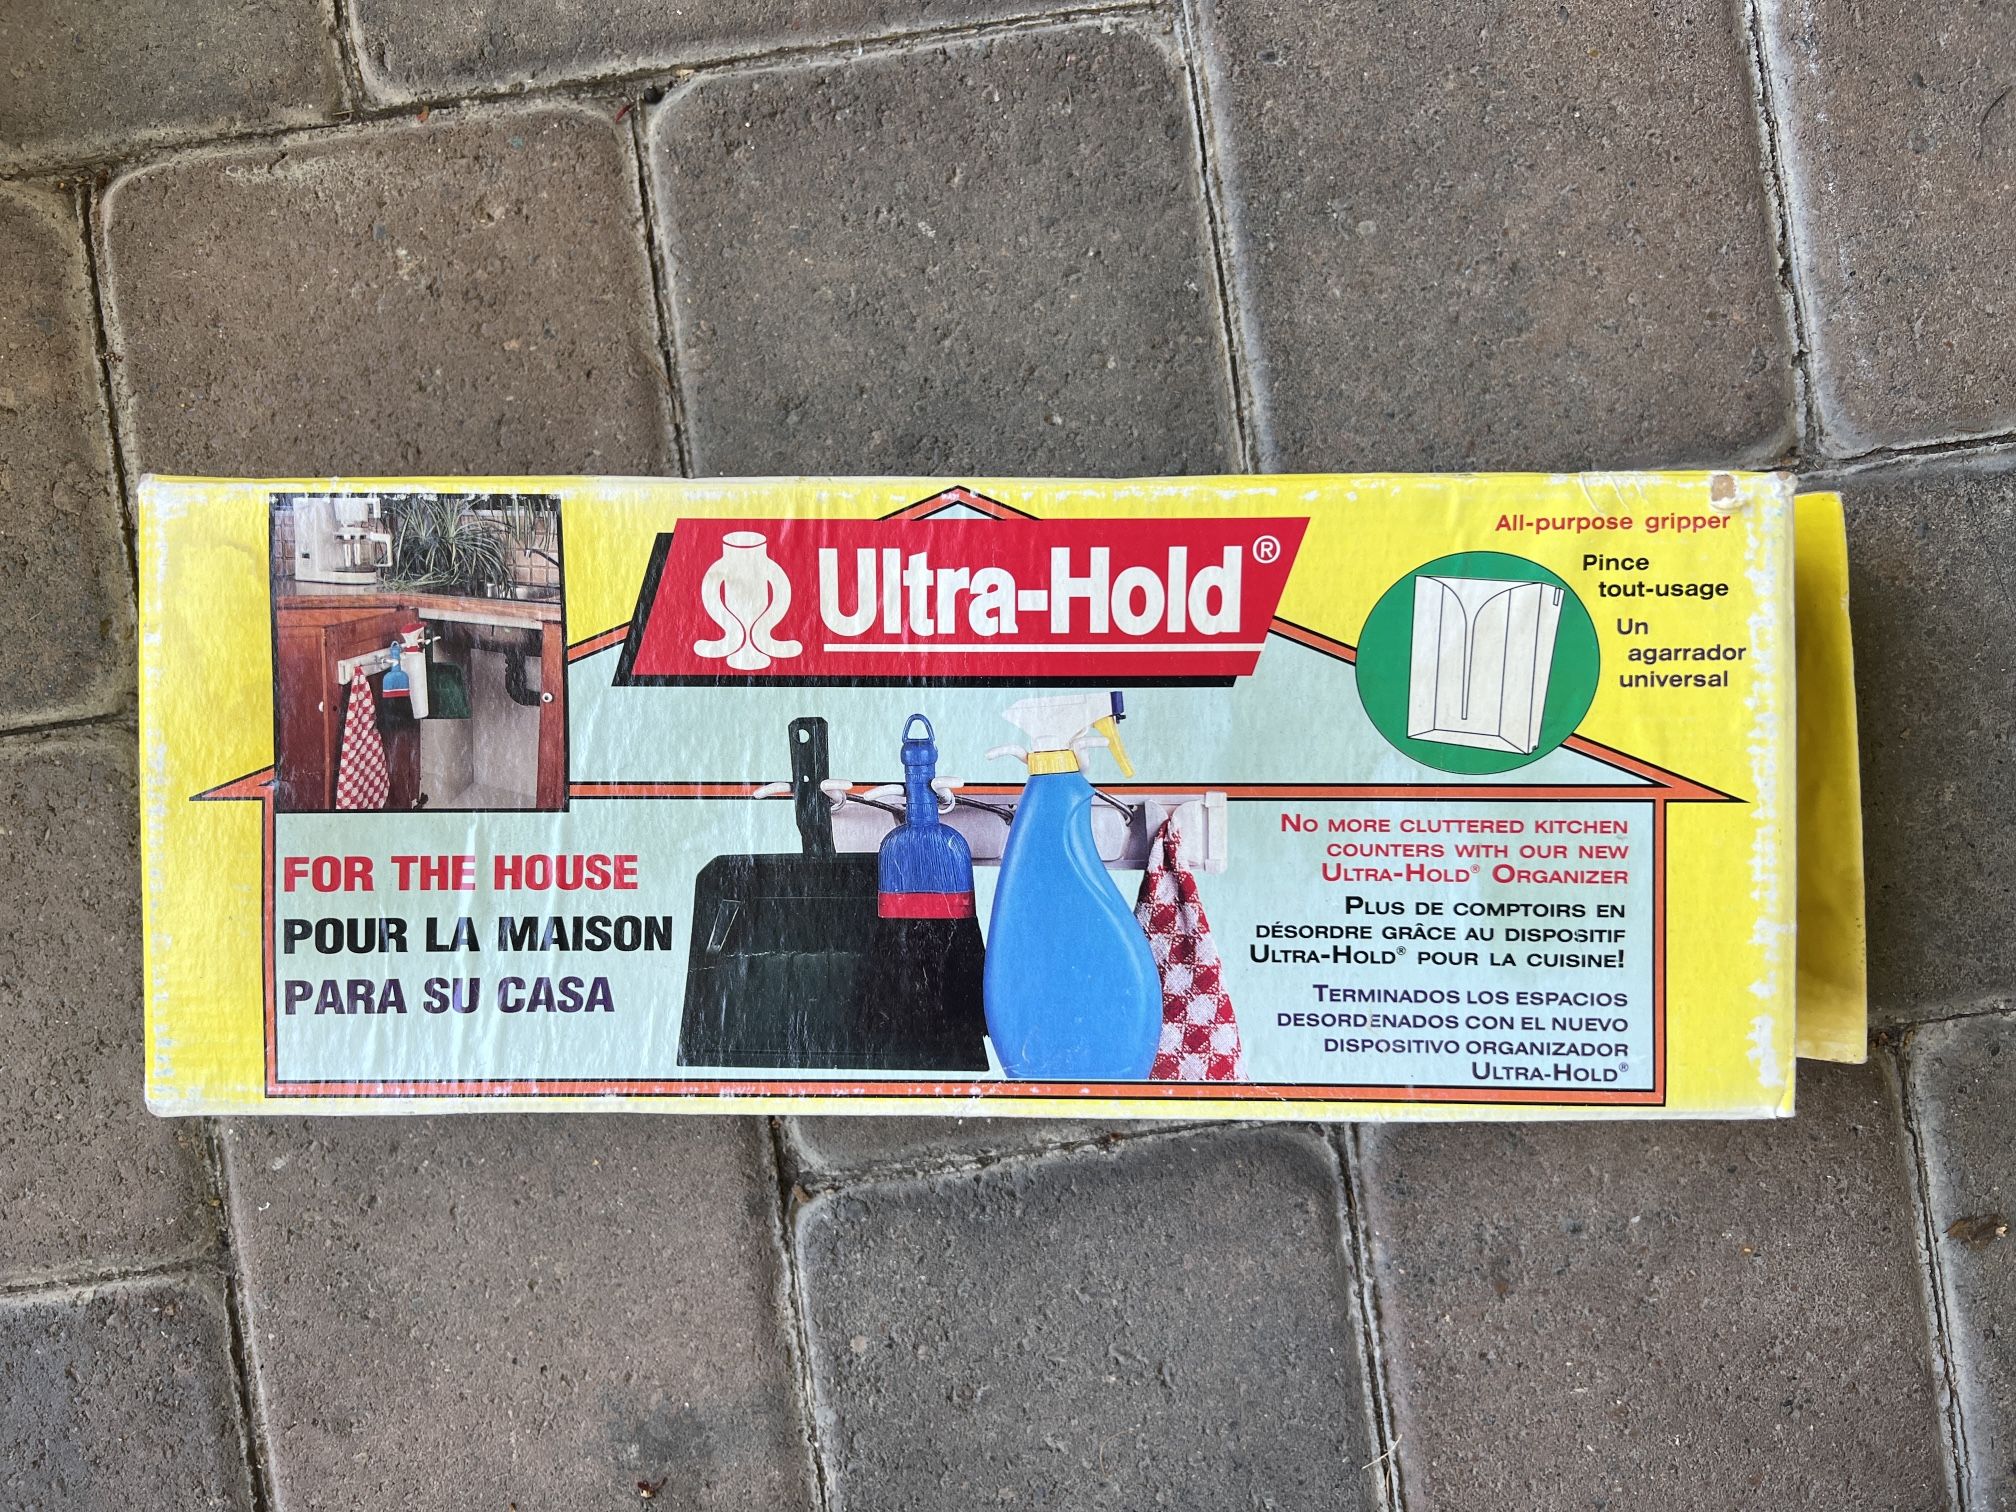 Ultra-Hold®
All-purpose gripper
Pince
tout-usage
Un
agarrador
universal
FOR THE HOUSE
POUR LA MAISON
PARA SU CASA
NO MORE CLUTTERED KITCHEN
COUNTERS WITH OUR NEW
ULTRA-HOLD® ORGANIZER
PLUS DE COMPTOIRS EN
DÉSORDRE GRÂCE AU DISPOSITIF
ULTRA-HOLD® POUR LA CUISINE!
TERMINADOS LOS ESPACIOS
DESORDENADOS CON EL NUEVO
DISPOSITIVO ORGANIZADOR
ULTRA-HOLD®